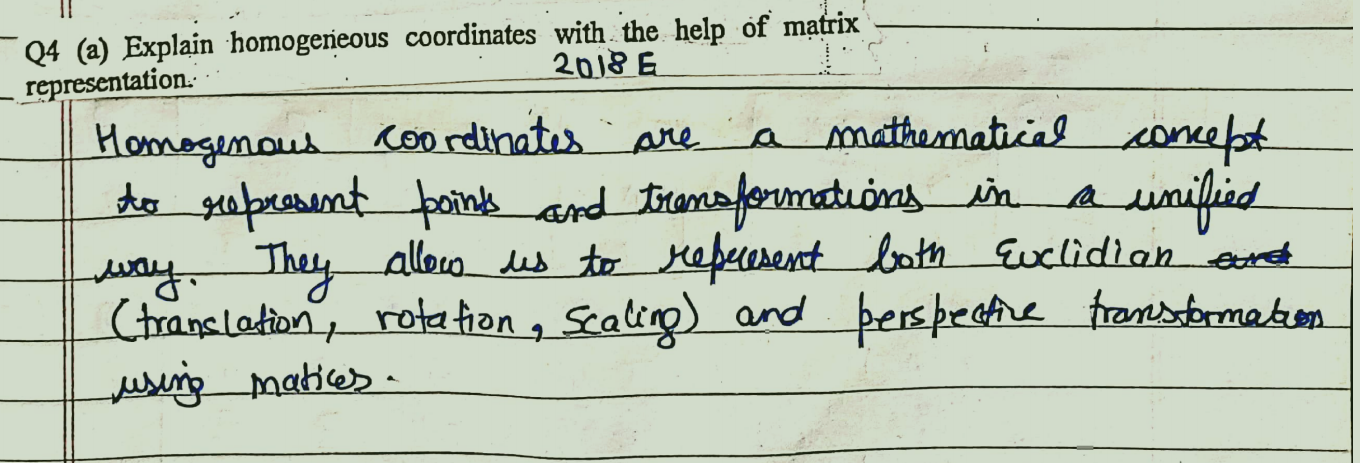 Q4 (a) Explain homogeneous coordinates with the help of matrix
representation.
2018 E
Homogenous coordinates are a mathematical concept
to represent points and transformations in a unified
way. They allow us to represent both Euclidian and
(translation, rotation, Scaling) and perspective transformation
using matices.